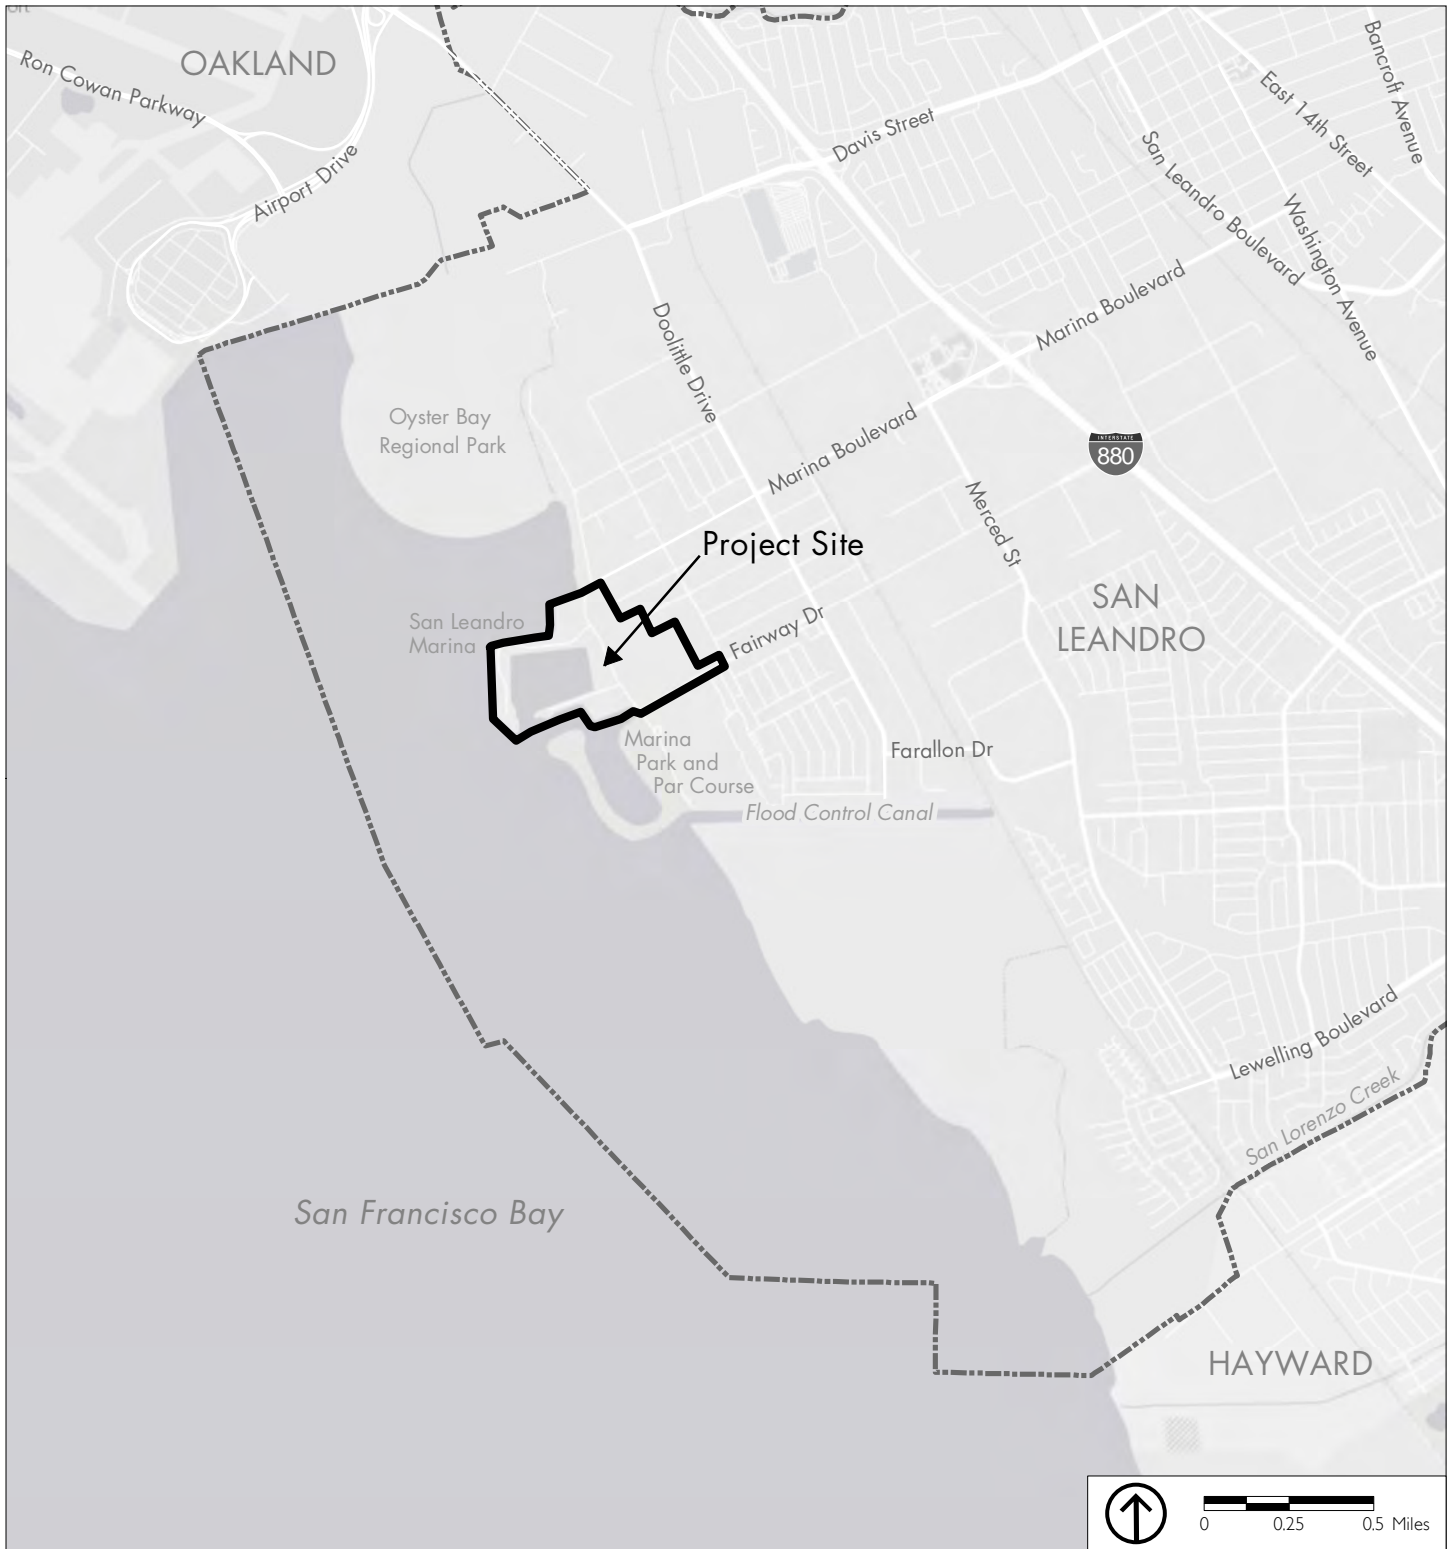 OAKLAND
Ron Cowan Parkway
Airport Drive
Davis Street
Bancroft Avenue
East 14th Street
San Leandro Boulevard
Washington Avenue
Marina Boulevard
Doolittle Drive
Oyster Bay
Regional Park
Marina Boulevard
INTERSTATE
880
Merced St
Project Site
SAN
LEANDRO
San Leandro
Marina
Fairway Dr
Marina
Park and
Par Course
Farallon Dr
Flood Control Canal
Lewelling Boulevard
San Lorenzo Creek
San Francisco Bay
HAYWARD
0 0.25 0.5 Miles